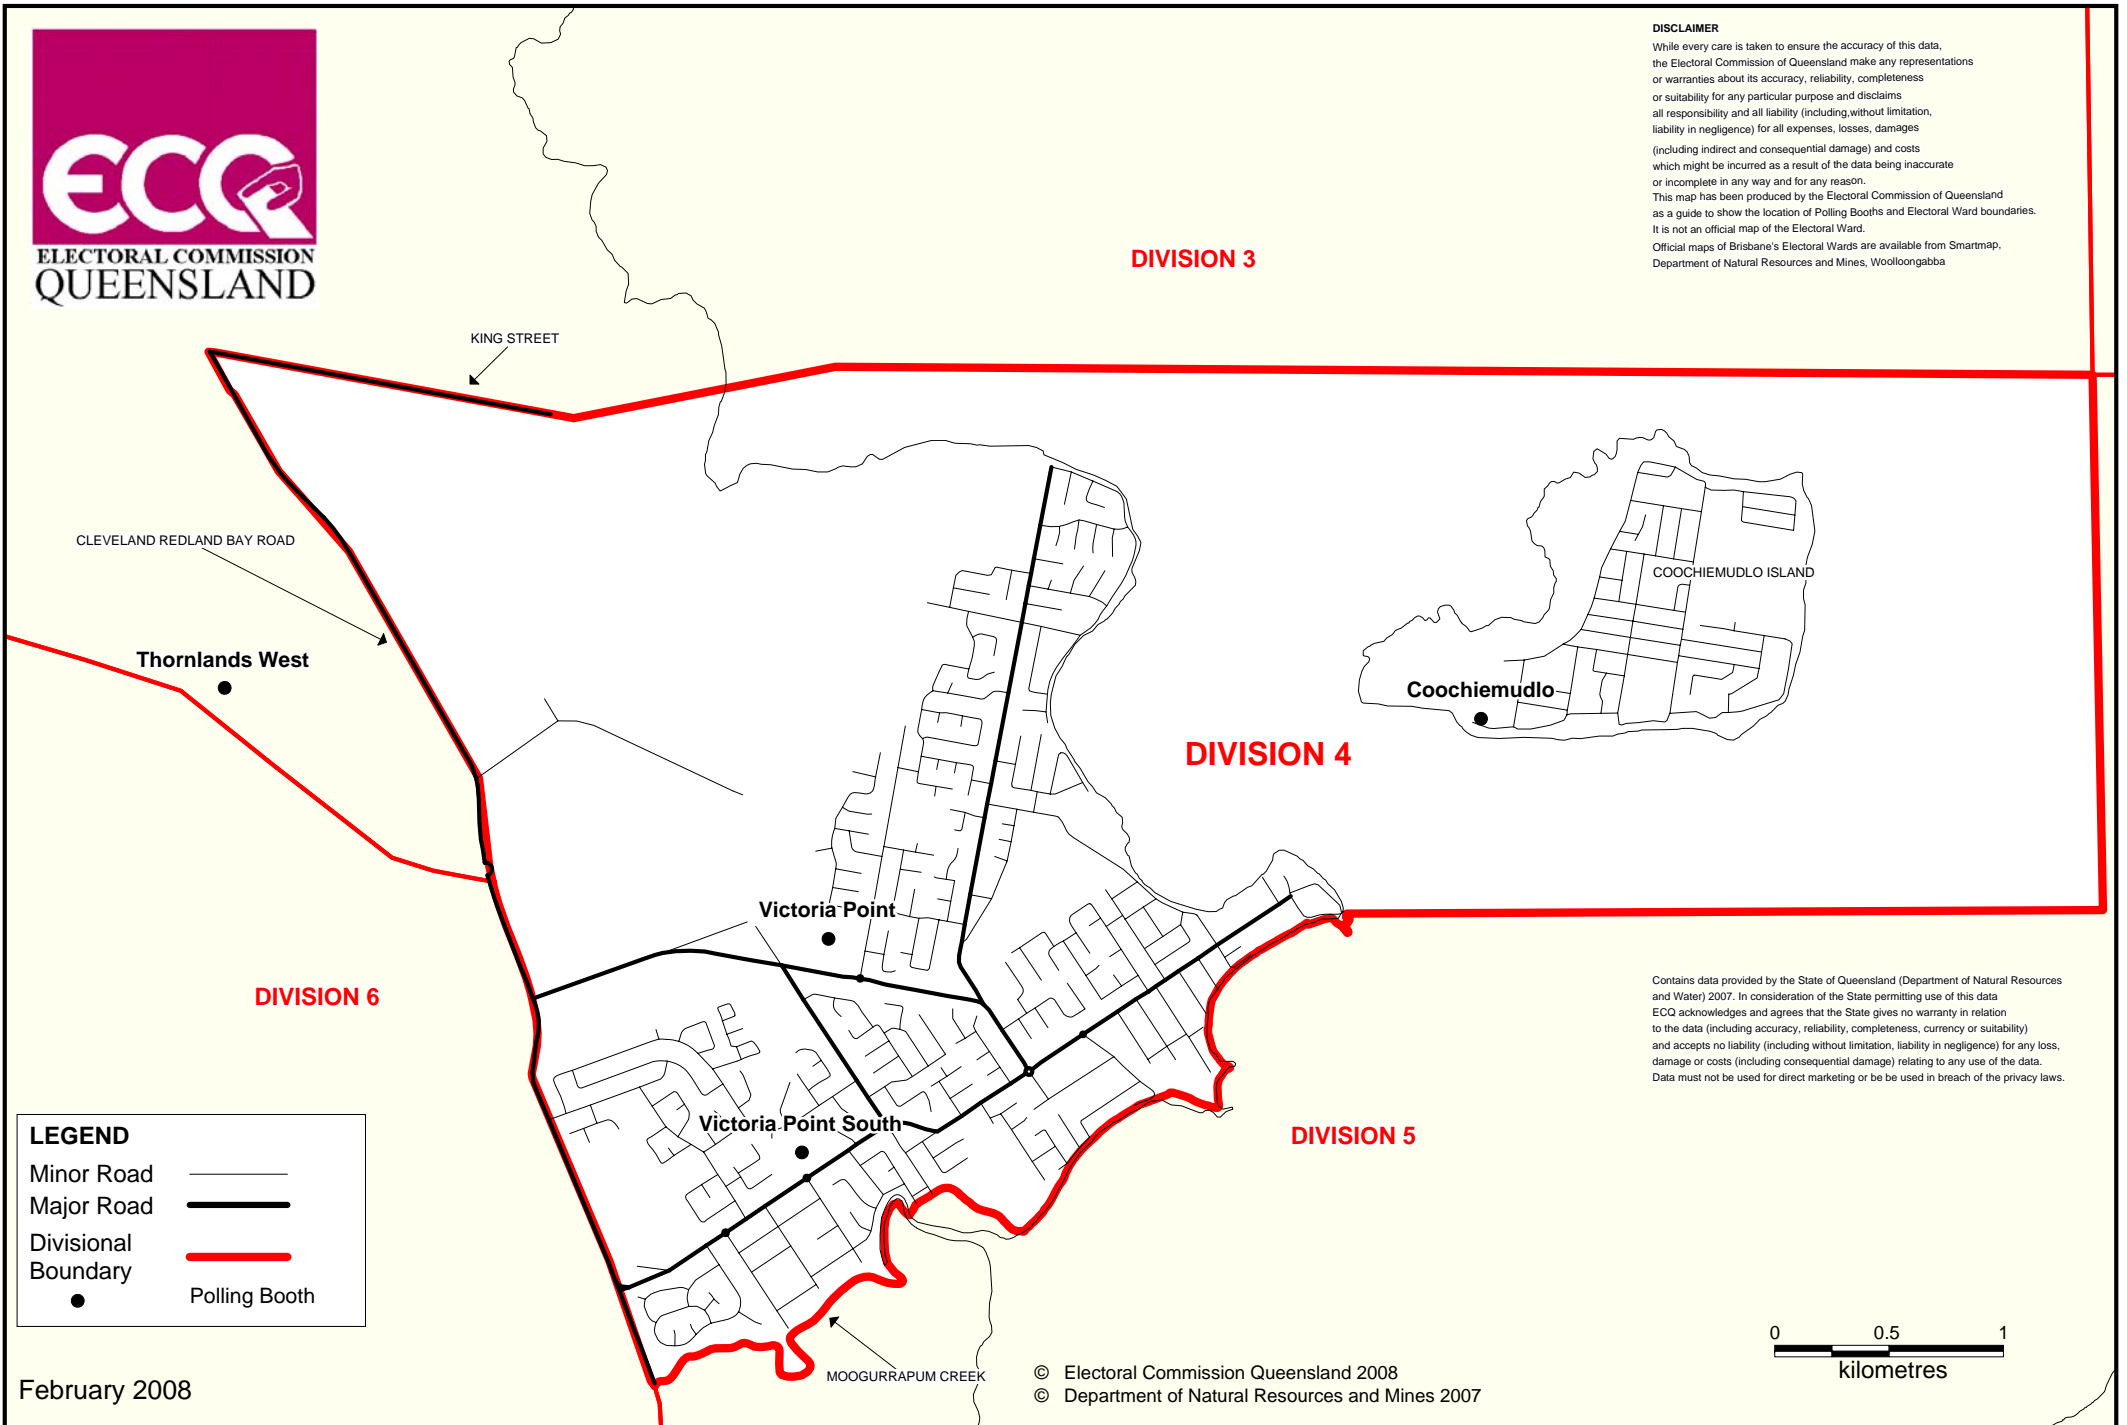 ECQ
ELECTORAL COMMISSION
QUEENSLAND
DISCLAIMER
While every care is taken to ensure the accuracy of this data,
the Electoral Commission of Queensland make any representations
or warranties about its accuracy, reliability, completeness
or suitability for any particular purpose and disclaims
all responsibility and all liability (including,without limitation,
liability in negligence) for all expenses, losses, damages
(including indirect and consequential damage) and costs
which might be incurred as a result of the data being inaccurate
or incomplete in any way and for any reason.
This map has been produced by the Electoral Commission of Queensland
as a guide to show the location of Polling Booths and Electoral Ward boundaries.
It is not an official map of the Electoral Ward.
Official maps of Brisbane's Electoral Wards are available from Smartmap,
Department of Natural Resources and Mines, Woolloongabba
DIVISION 3
KING STREET
CLEVELAND REDLAND BAY ROAD
COOCHIEMUDLO ISLAND
Thornlands West
Coochiemudlo
DIVISION 4
Victoria Point
DIVISION 6
Contains data provided by the State of Queensland (Department of Natural Resources
and Water) 2007. In consideration of the State permitting use of this data
ECQ acknowledges and agrees that the State gives no warranty in relation
to the data (including accuracy, reliability, completeness, currency or suitability)
and accepts no liability (including without limitation, liability in negligence) for any loss,
damage or costs (including consequential damage) relating to any use of the data.
Data must not be used for direct marketing or be be used in breach of the privacy laws.
Victoria Point South
DIVISION 5
LEGEND
Minor Road
Major Road
Divisional
Boundary
Polling Booth
MOOGURRAPUM CREEK
0 0.5 1
kilometres
© Electoral Commission Queensland 2008
© Department of Natural Resources and Mines 2007
February 2008